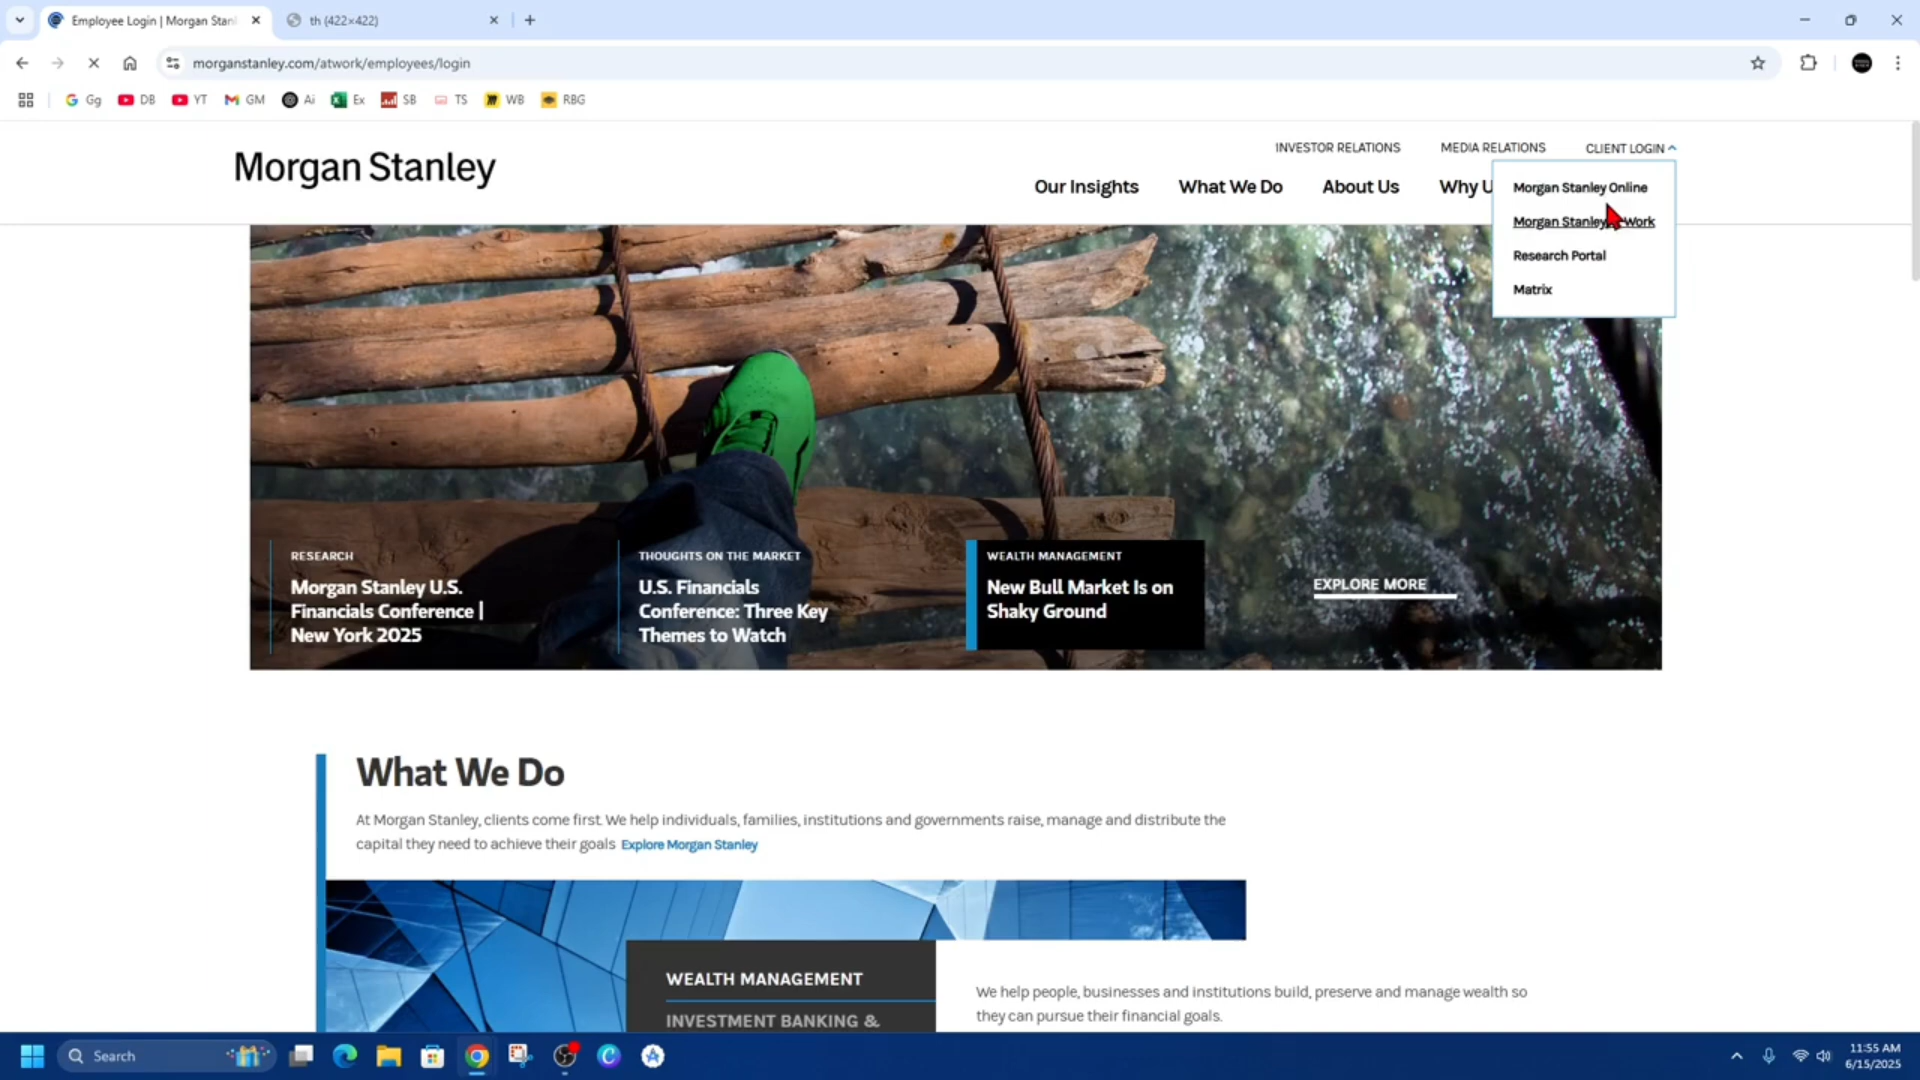 Employee Login | Morgan Stan
th (422×422)
morganstanley.com/atwork/employees/login
Gg DB YT GM Ai Ex SB TS WB RBG
INVESTOR RELATIONS MEDIA RELATIONS CLIENT LOGIN
Morgan Stanley
Our Insights What We Do About Us Why U
Morgan Stanley Online
Morgan Stanley Work
Research Portal
Matrix
RESEARCH
Morgan Stanley U.S.
Financials Conference |
New York 2025
THOUGHTS ON THE MARKET
U.S. Financials
Conference: Three Key
Themes to Watch
WEALTH MANAGEMENT
New Bull Market Is on
Shaky Ground
EXPLORE MORE
What We Do
At Morgan Stanley, clients come first. We help individuals, families, institutions and governments raise, manage and distribute the
capital they need to achieve their goals Explore Morgan Stanley
WEALTH MANAGEMENT
INVESTMENT BANKING &
We help people, businesses and institutions build, preserve and manage wealth so
they can pursue their financial goals.
Search
11:55 AM
6/15/2025